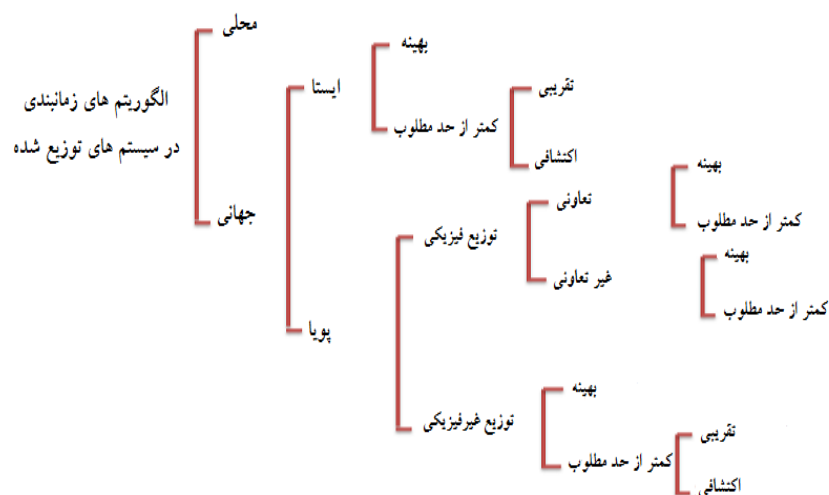 الگوریتم های زمانبندی
در سیستم های توزیع شده
محلی
جهانی
ایستا
پویا
بهینه
کمتر از حد مطلوب
تقریبی
اکتشافی
توزیع فیزیکی
توزیع غیرفیزیکی
تعاونی
غیر تعاونی
بهینه
کمتر از حد مطلوب
بهینه
کمتر از حد مطلوب
بهینه
کمتر از حد مطلوب
تقریبی
اکتشافی